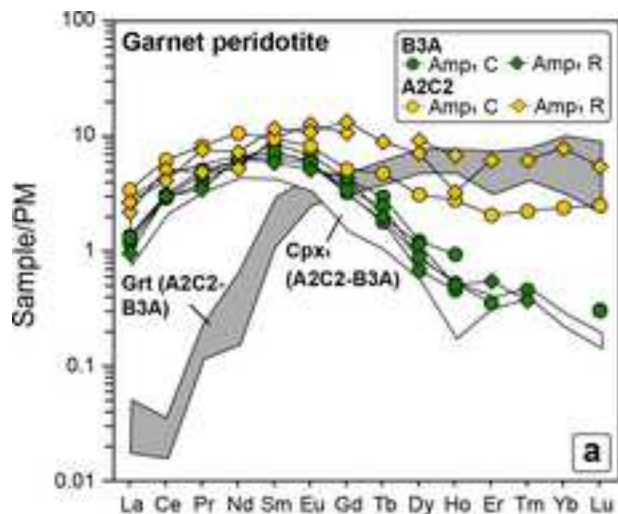 100
10
1
0.1
0.01
Sample/PM
Garnet peridotite
B3A
Amp₁ C Amp₁ R
A2C2
Amp₁ C Amp₁ R
Cpx₁
(A2C2-B3A)
Grt (A2C2-
B3A)
a
La Ce Pr Nd Sm Eu Gd Tb Dy Ho Er Tm Yb Lu